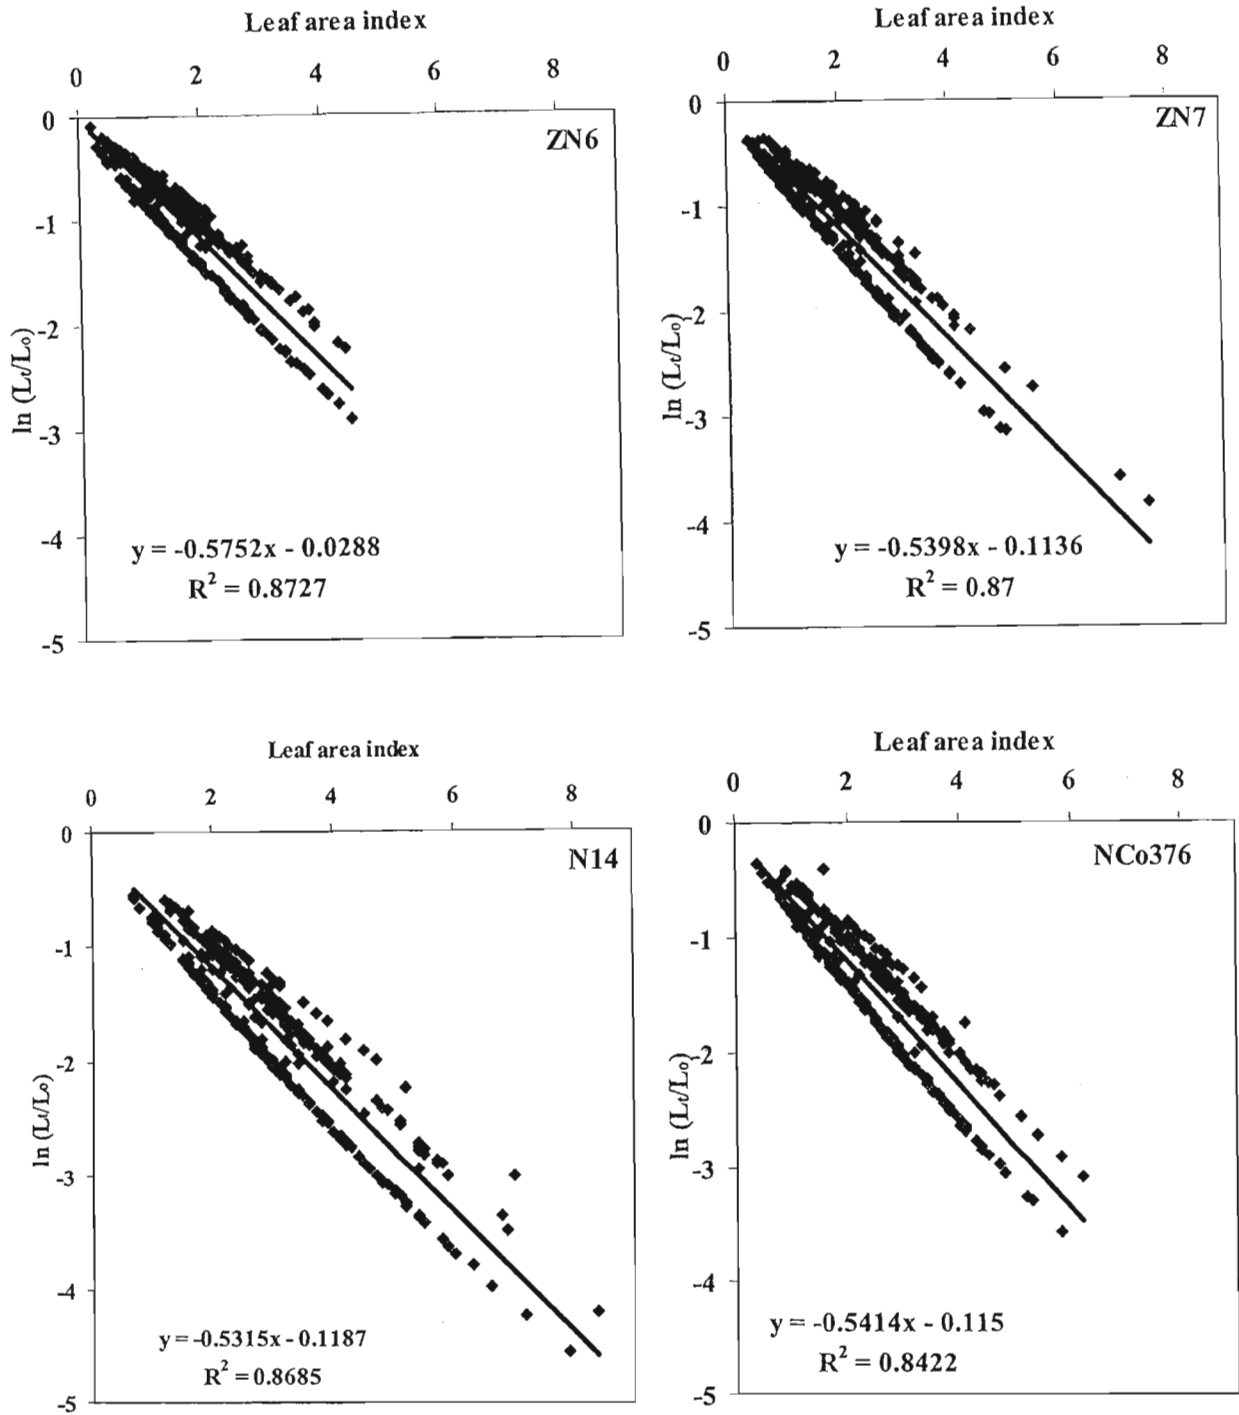 Leaf area index
0 2 4 6 8
0
ZN6
-1
-2
-3
-4
-5
ln (Lt/Lo)
y = -0.5752x - 0.0288
R² = 0.8727
Leaf area index
0 2 4 6 8
0
ZN7
-1
-2
-3
-4
-5
ln (Lt/Lo)
y = -0.5398x - 0.1136
R² = 0.87
Leaf area index
0 2 4 6 8
0
N14
-1
-2
-3
-4
-5
ln (Lt/Lo)
y = -0.5315x - 0.1187
R² = 0.8685
Leaf area index
0 2 4 6 8
0
NCo376
-1
-2
-3
-4
-5
ln (Lt/Lo)
y = -0.5414x - 0.115
R² = 0.8422